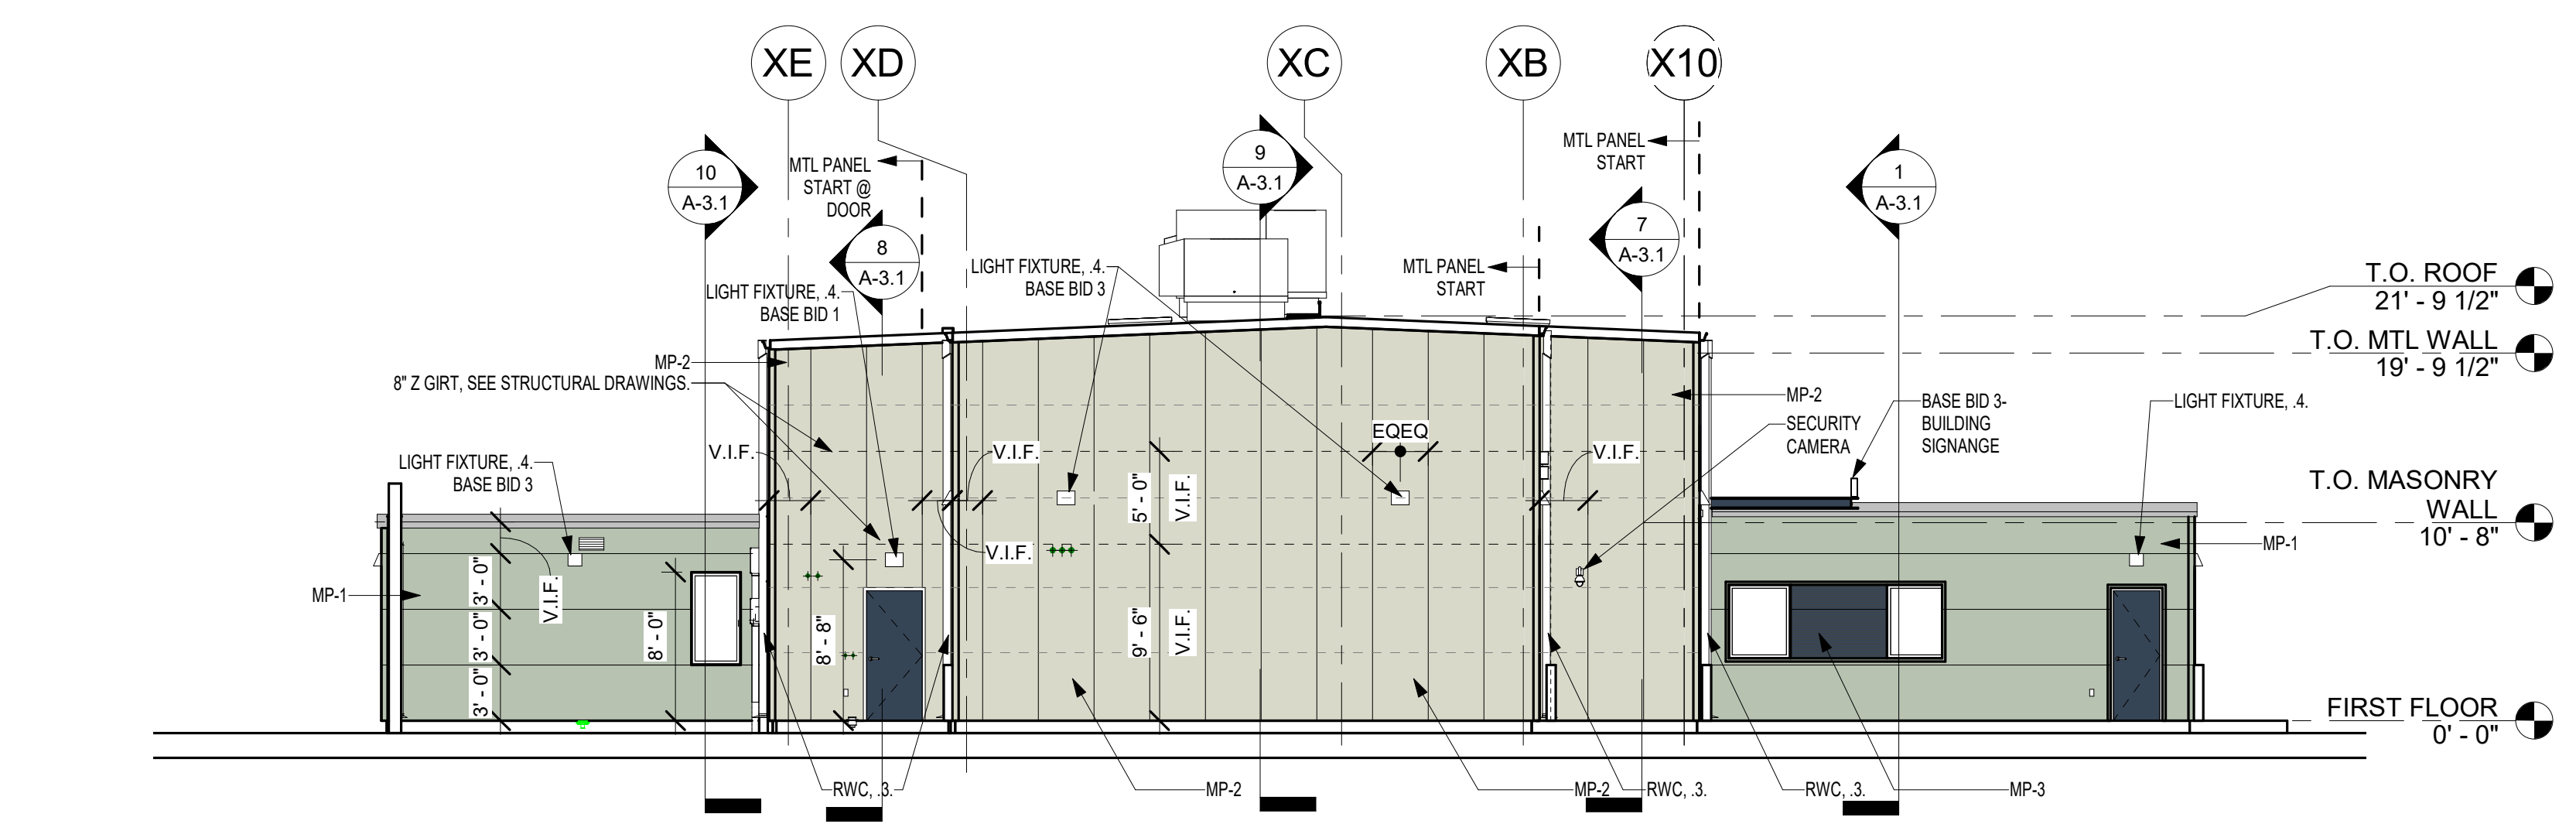 XE
XD
XC
XB
X10
10
A-3.1
MTL PANEL
START @
DOOR
8
A-3.1
9
A-3.1
MTL PANEL
START
7
A-3.1
1
A-3.1
LIGHT FIXTURE, .4.
BASE BID 1
LIGHT FIXTURE, .4.
BASE BID 3
MTL PANEL
START
T.O. ROOF
21' - 9 1/2"
T.O. MTL WALL
19' - 9 1/2"
MP-2
8" Z GIRT, SEE STRUCTURAL DRAWINGS.
MP-2
SECURITY
CAMERA
BASE BID 3-
BUILDING
SIGNANGE
LIGHT FIXTURE, .4.
EQEQ
V.I.F.
V.I.F.
V.I.F.
LIGHT FIXTURE, .4.
BASE BID 3
5' - 0"
V.I.F.
T.O. MASONRY
WALL
10' - 8"
V.I.F.
MP-1
MP-1
3' - 0"
V.I.F.
3' - 0"
3' - 0"
8' - 0"
8' - 8"
9' - 6"
V.I.F.
FIRST FLOOR
0' - 0"
RWC, .3.
MP-2
MP-2
RWC, .3.
RWC, .3.
MP-3